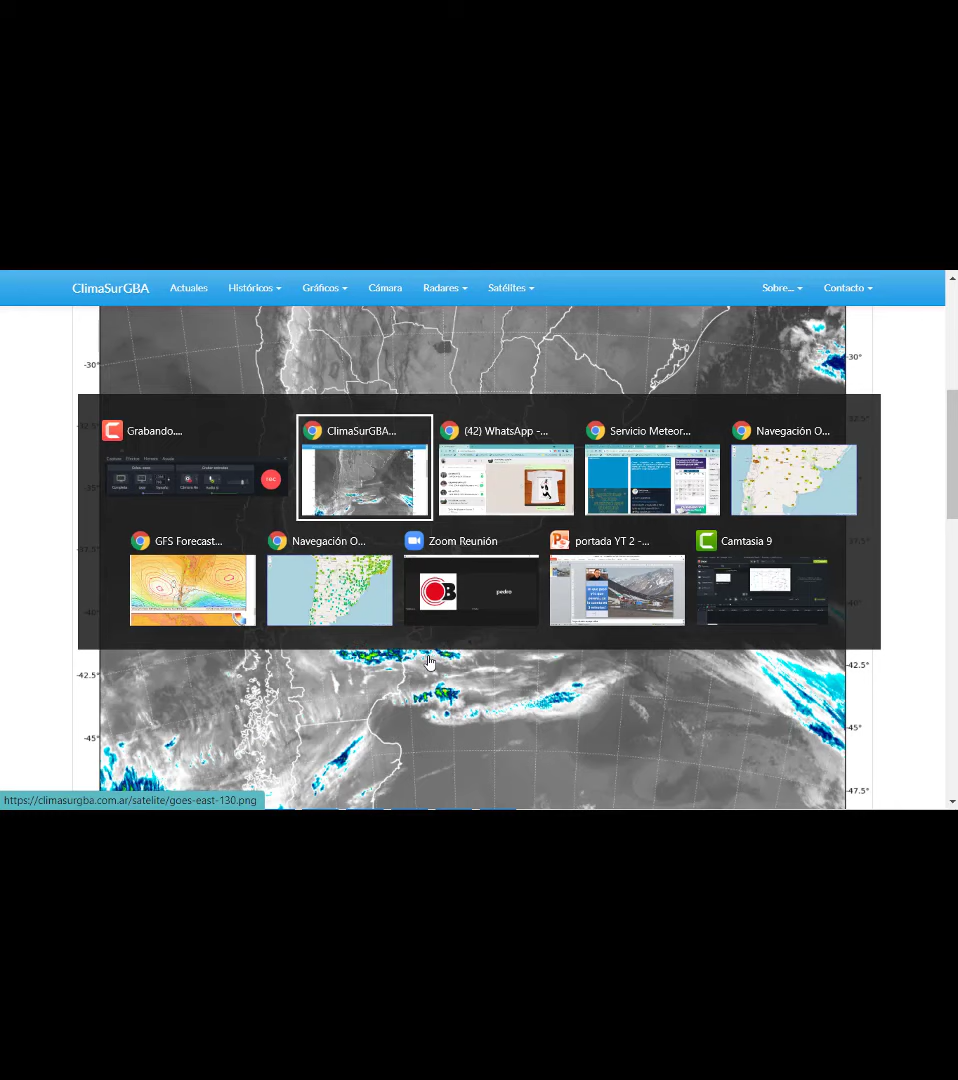 ClimaSurGBA Actuales Históricos Gráficos Cámara Radares Satélites Sobre... Contacto
-30° -30°
Grabando.... ClimaSurGBA... (42) WhatsApp -... Servicio Meteor... Navegación O...
REC
GFS Forecast... Navegación O... Zoom Reunión portada YT 2 -... Camtasia 9
pedro
-42.5° -42.5°
-45° -45°
-47.5°
https://climasurgba.com.ar/satelite/goes-east-130.png